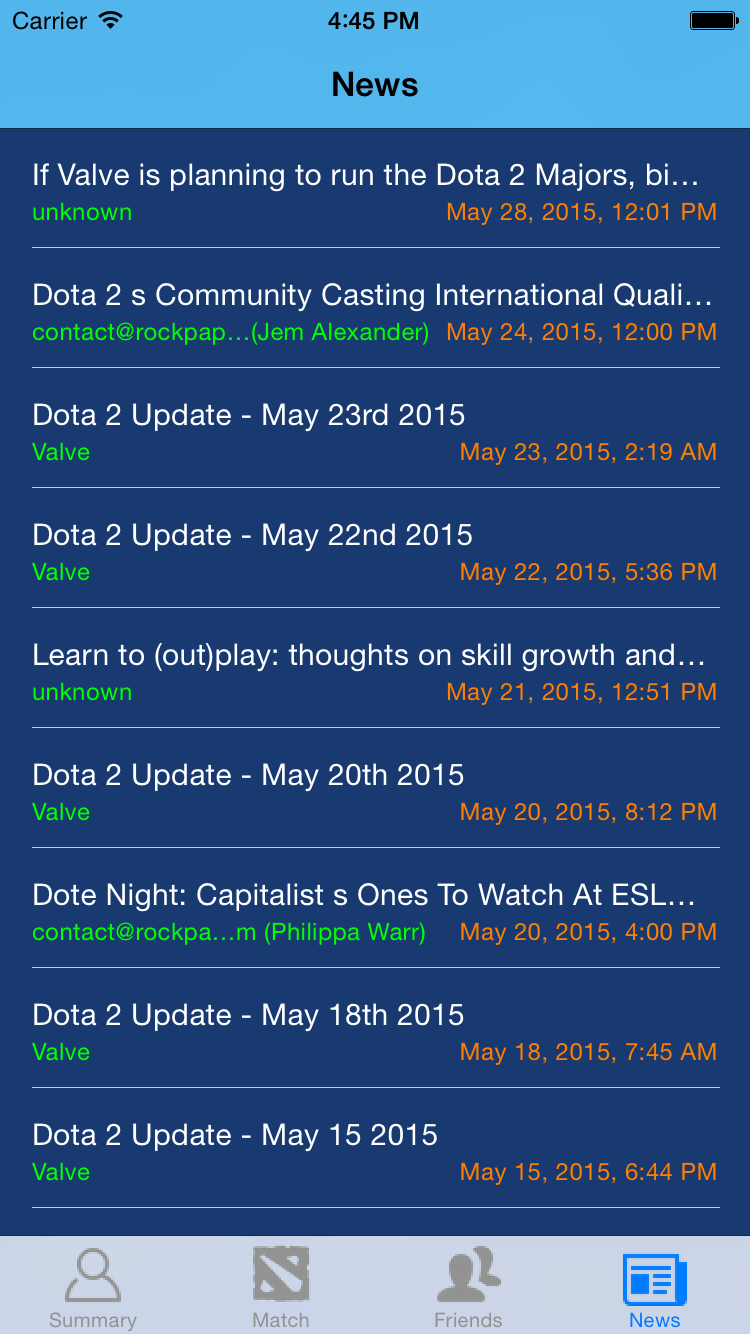 Carrier 4:45 PM
News
If Valve is planning to run the Dota 2 Majors, bi…
unknown May 28, 2015, 12:01 PM
Dota 2 s Community Casting International Quali…
contact@rockpap…(Jem Alexander) May 24, 2015, 12:00 PM
Dota 2 Update - May 23rd 2015
Valve May 23, 2015, 2:19 AM
Dota 2 Update - May 22nd 2015
Valve May 22, 2015, 5:36 PM
Learn to (out)play: thoughts on skill growth and…
unknown May 21, 2015, 12:51 PM
Dota 2 Update - May 20th 2015
Valve May 20, 2015, 8:12 PM
Dote Night: Capitalist s Ones To Watch At ESL…
contact@rockpa…m (Philippa Warr) May 20, 2015, 4:00 PM
Dota 2 Update - May 18th 2015
Valve May 18, 2015, 7:45 AM
Dota 2 Update - May 15 2015
Valve May 15, 2015, 6:44 PM
Summary Match Friends News